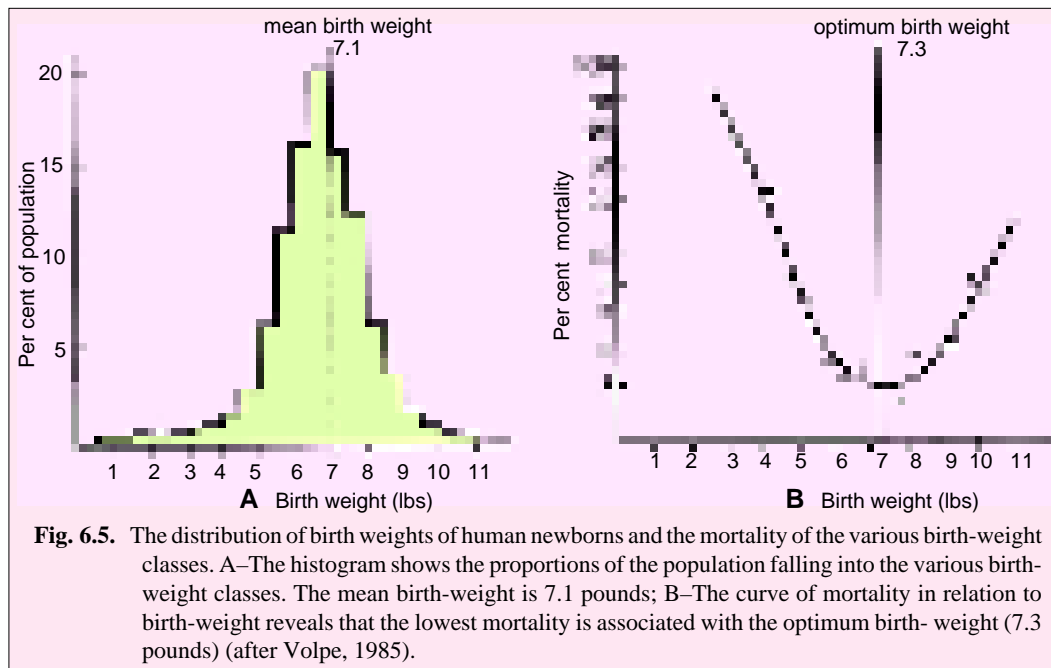 mean birth weight
7.1
20
15
10
5
Per cent of population
1 2 3 4 5 6 7 8 9 10 11
A Birth weight (lbs)
optimum birth weight
7.3
Per cent mortality
1 2 3 4 5 6 7 8 9 10 11
B Birth weight (lbs)
Fig. 6.5. The distribution of birth weights of human newborns and the mortality of the various birth-weight
classes. A–The histogram shows the proportions of the population falling into the various birth-
weight classes. The mean birth-weight is 7.1 pounds; B–The curve of mortality in relation to
birth-weight reveals that the lowest mortality is associated with the optimum birth- weight (7.3
pounds) (after Volpe, 1985).